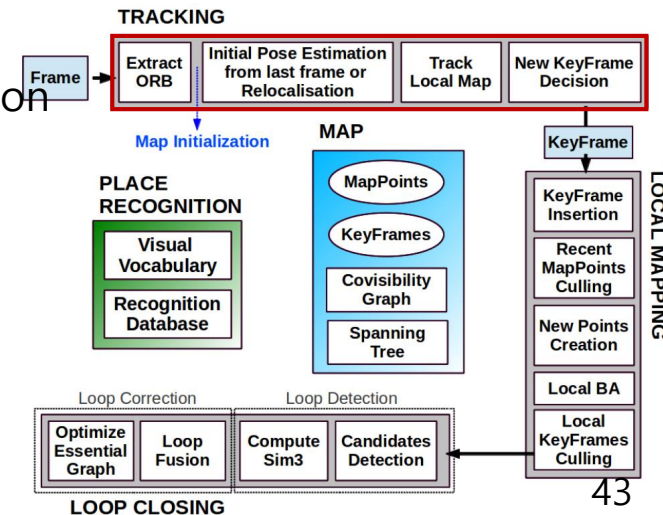 TRACKING
Frame
on
Extract
ORB
Initial Pose Estimation
from last frame or
Relocalisation
Track
Local Map
New KeyFrame
Decision
Map Initialization
KeyFrame
MAP
MapPoints
KeyFrames
Covisibility
Graph
Spanning
Tree
PLACE
RECOGNITION
Visual
Vocabulary
Recognition
Database
LOCAL MAPPING
KeyFrame
Insertion
Recent
MapPoints
Culling
New Points
Creation
Local BA
Local
KeyFrames
Culling
Loop Correction
Loop Detection
Optimize
Essential
Graph
Loop
Fusion
Compute
Sim3
Candidates
Detection
LOOP CLOSING
43